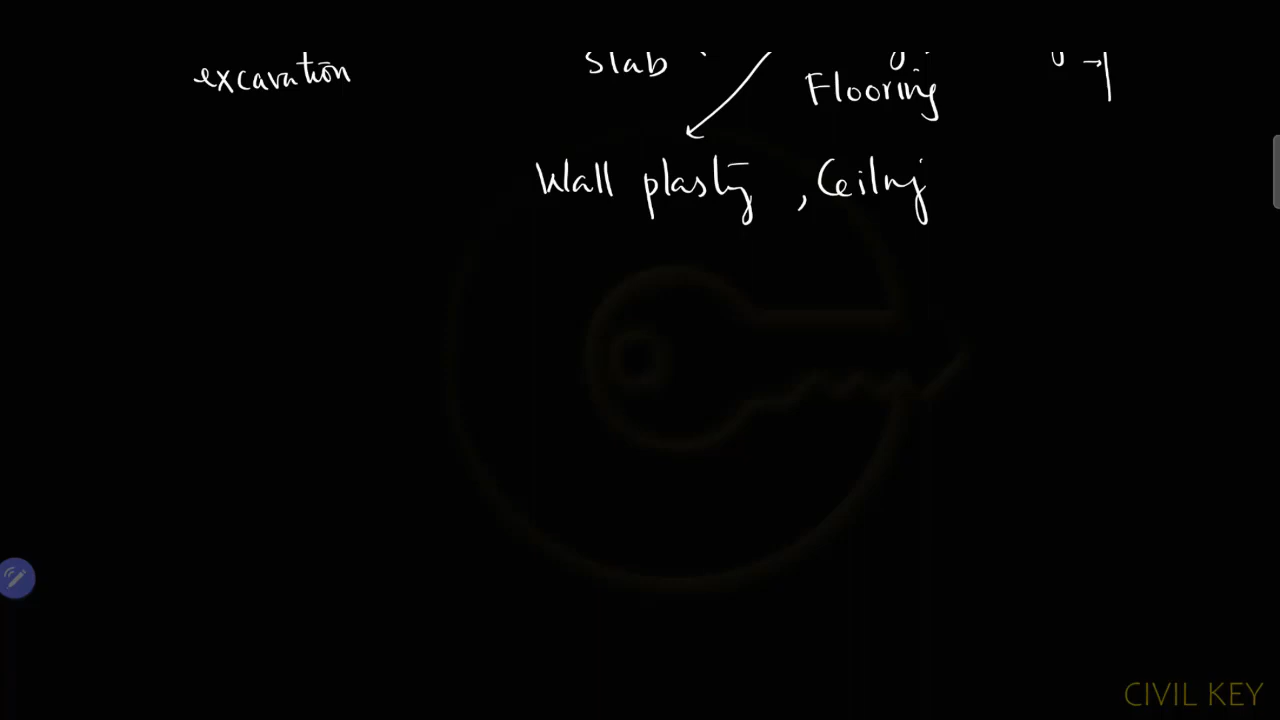 excavation slab
Flooring
Wall plastg , Ceilng
CIVIL KEY